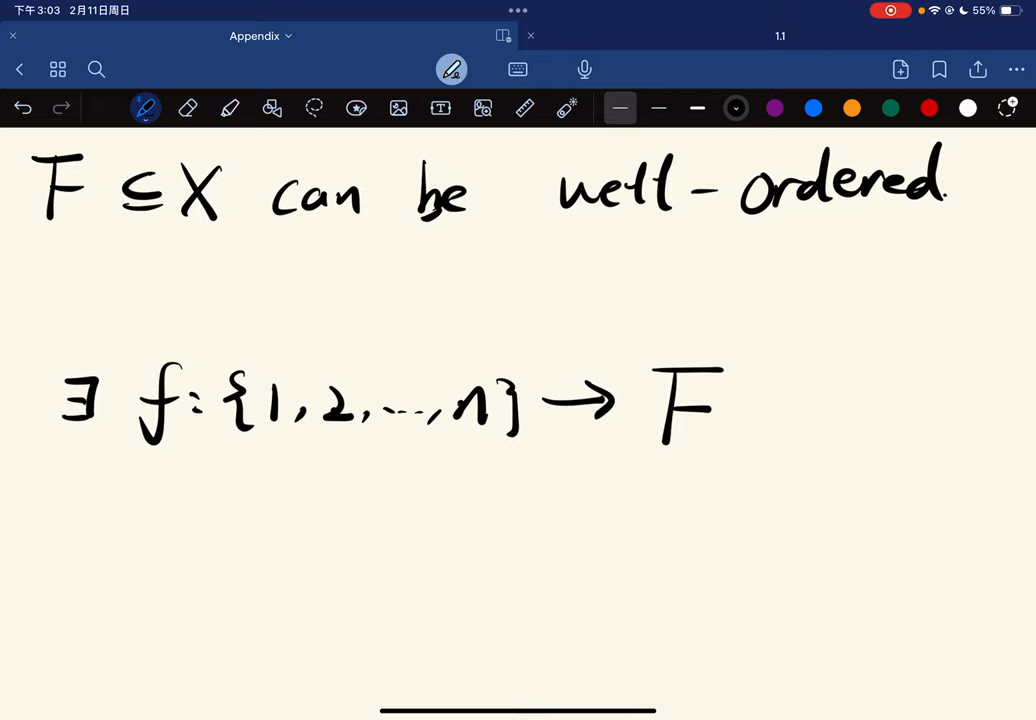 下午3:03 2月11日周日 55%
Appendix 1.1
F ⊆ X can be well-ordered.
∃ f: {1, 2, ..., n} → F